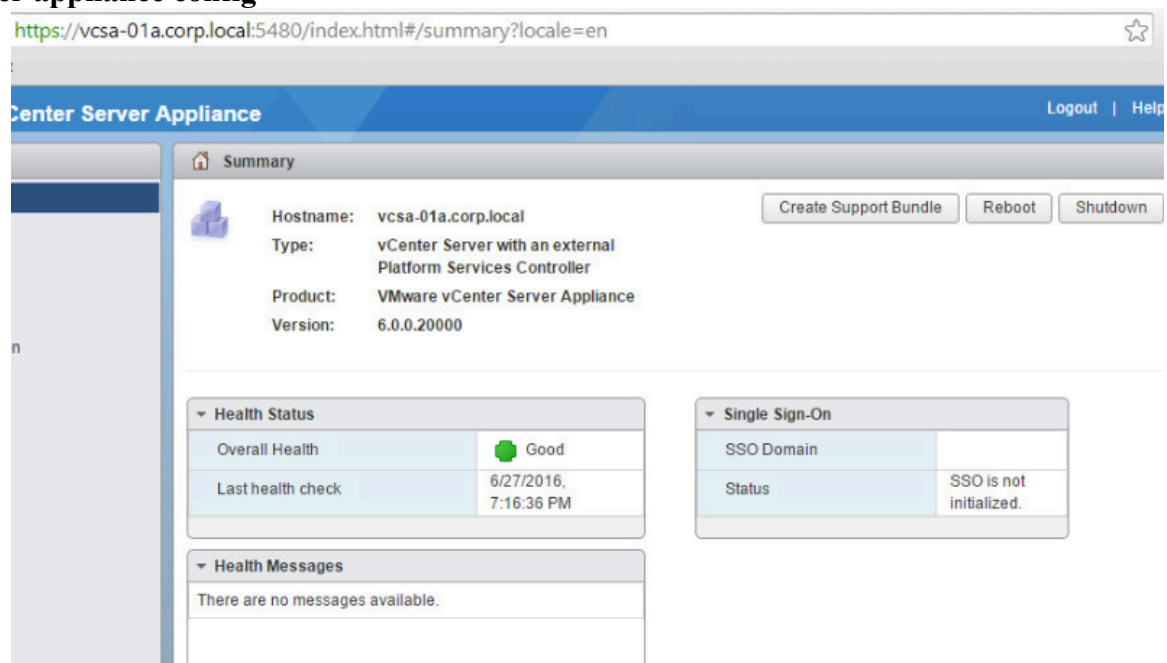 er appliance config
https://vcsa-01a.corp.local:5480/index.html#/summary?locale=en
Center Server Appliance
Logout | Help
Summary
Create Support Bundle Reboot Shutdown
Hostname: vcsa-01a.corp.local
Type: vCenter Server with an external
Platform Services Controller
Product: VMware vCenter Server Appliance
Version: 6.0.0.20000
n
Health Status
Overall Health Good
Last health check 6/27/2016,
7:16:36 PM
Single Sign-On
SSO Domain
Status SSO is not
initialized.
Health Messages
There are no messages available.